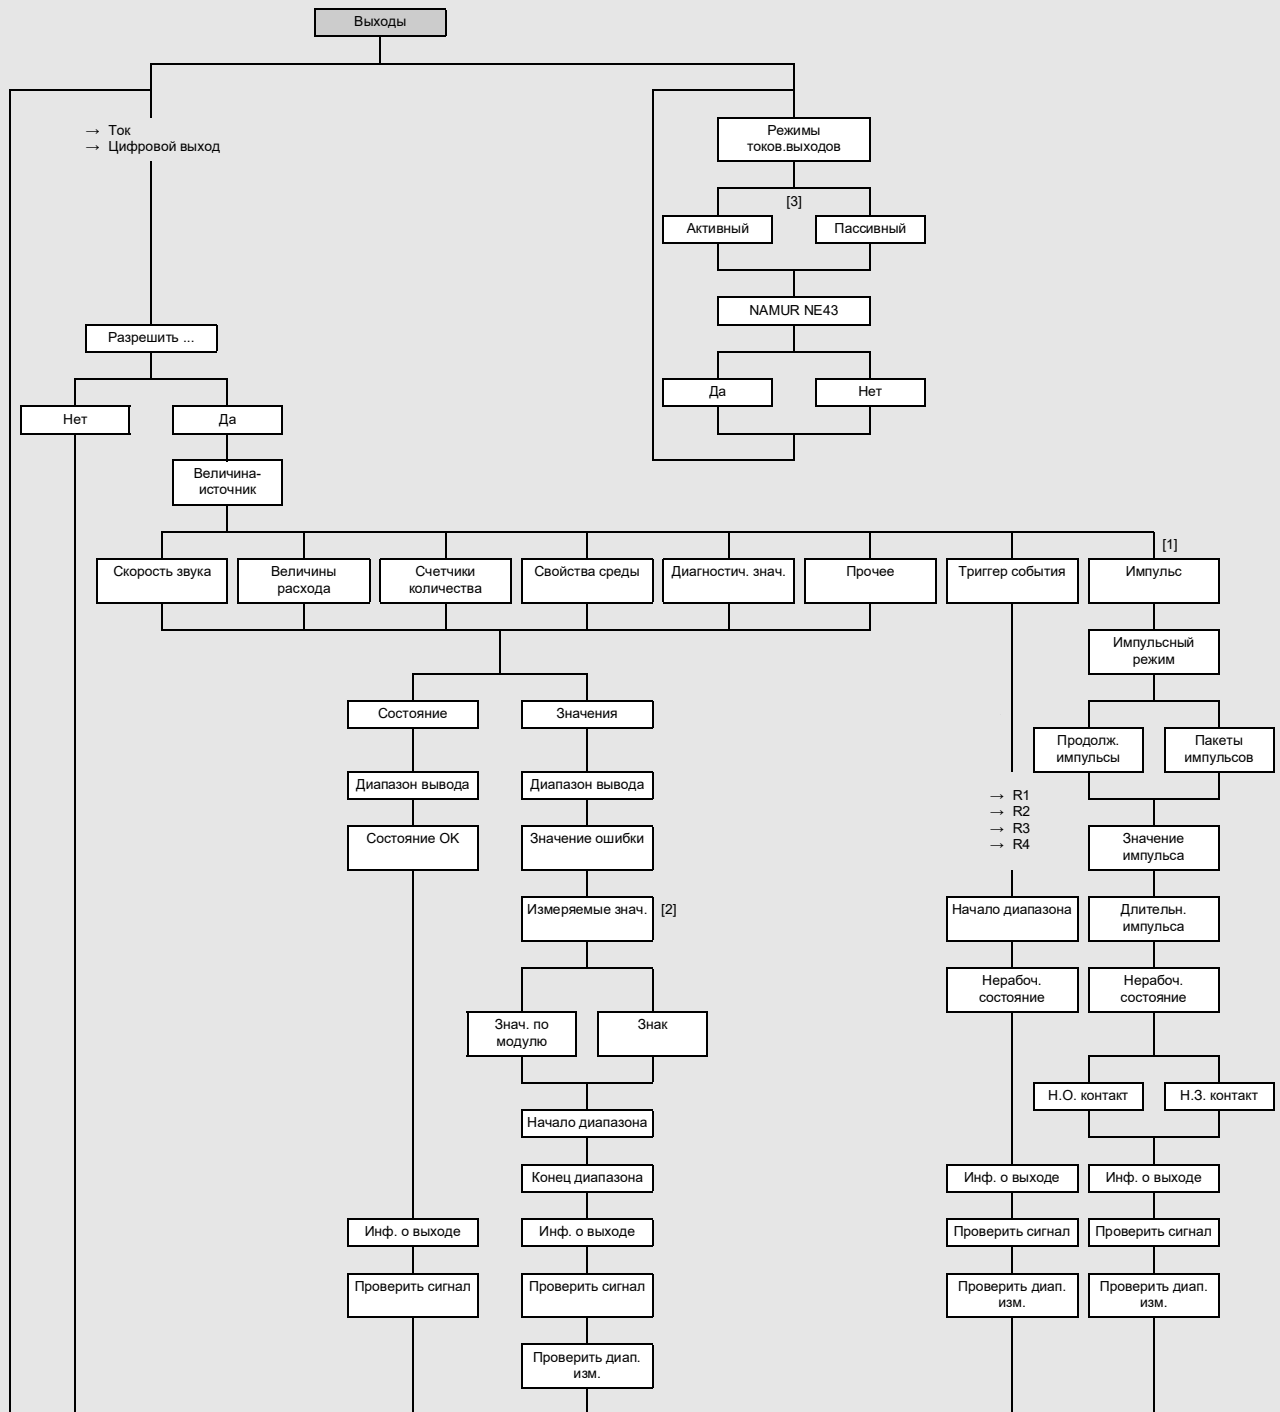 Выходы
→ Ток
→ Цифровой выход
Режимы
токов.выходов
[3]
Активный
Пассивный
NAMUR NE43
Да
Нет
Разрешить ...
Нет
Да
Величина-
источник
[1]
Скорость звука
Величины
расхода
Счетчики
количества
Свойства среды
Диагностич. знач.
Прочее
Триггер события
Импульс
Импульсный
режим
Состояние
Значения
Продолж.
импульсы
Пакеты
импульсов
Диапазон вывода
Диапазон вывода
→ R1
→ R2
→ R3
→ R4
Состояние OK
Значение ошибки
Значение
импульса
Измеряемые знач.
[2]
Начало диапазона
Длительн.
импульса
Нерабоч.
состояние
Нерабоч.
состояние
Знач. по
модулю
Знак
Н.О. контакт
Н.З. контакт
Начало диапазона
Конец диапазона
Инф. о выходе
Инф. о выходе
Инф. о выходе
Инф. о выходе
Проверить сигнал
Проверить сигнал
Проверить сигнал
Проверить сигнал
Проверить диап.
изм.
Проверить диап.
изм.
Проверить диап.
изм.